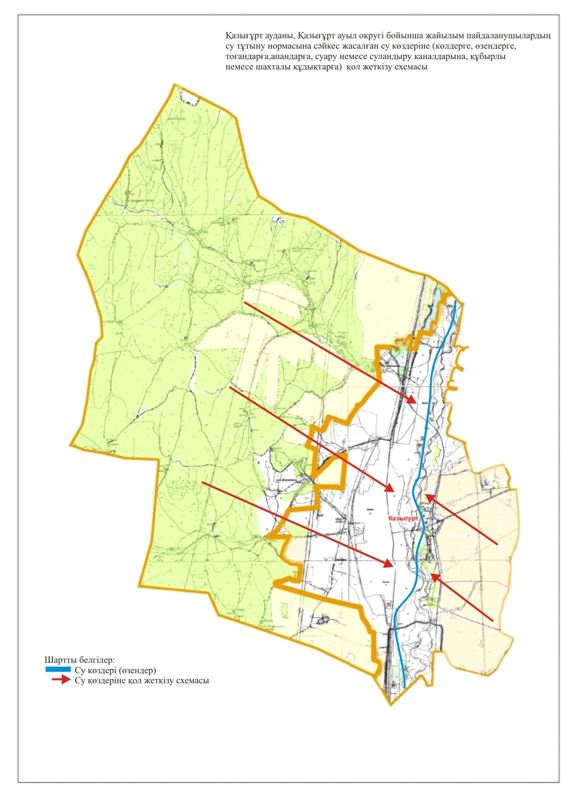 Қазығұрт ауданы, Қазығұрт ауыл округі бойынша жайылым пайдаланушылардың
су тұтыну нормасына сәйкес жасалған су көздеріне (көлдерге, өзендерге,
тоғандарға,апандарға, суару немесе суландыру каналдарына, құбырлы
немесе шахталы құдықтарға)  қол жеткізу схемасы
Казығұрт
Шартты белгілер:
Су көздері (өзендер)
Су көздеріне қол жеткізу схемасы